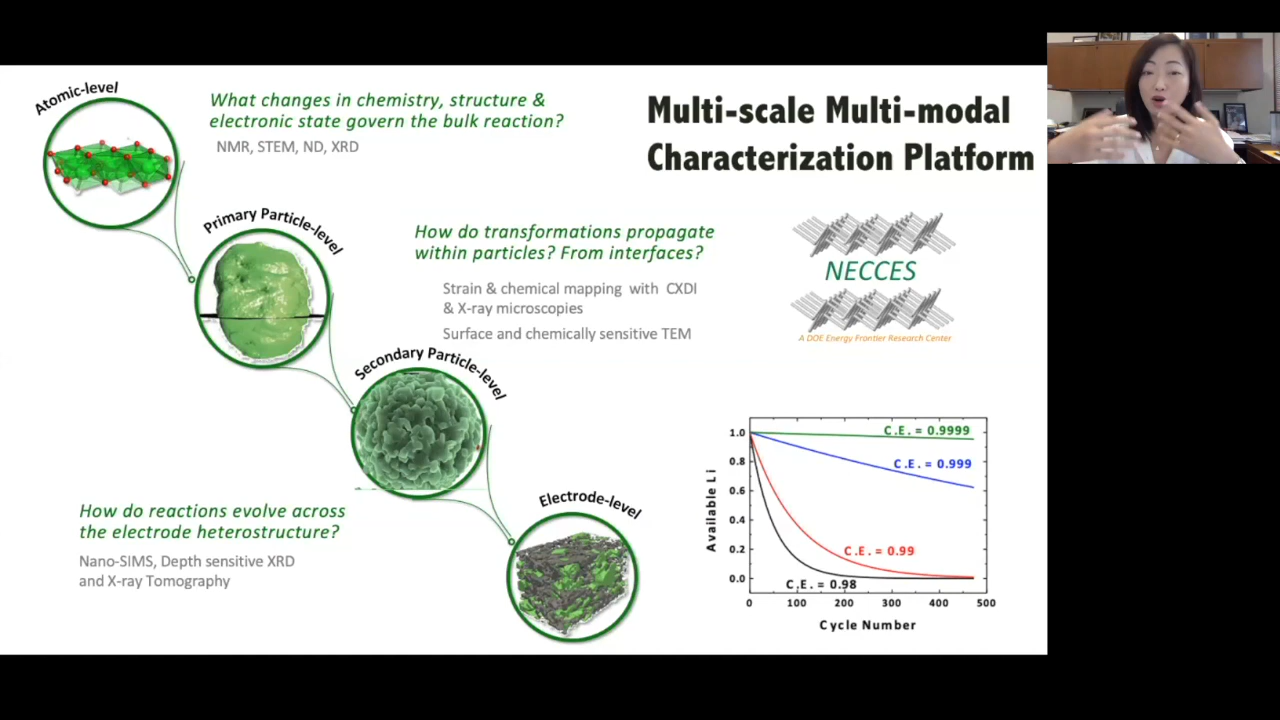 Atomic-level
What changes in chemistry, structure &
electronic state govern the bulk reaction?
NMR, STEM, ND, XRD
Multi-scale Multi-modal
Characterization Platform
Primary Particle-level
How do transformations propagate
within particles? From interfaces?
Strain & chemical mapping with CXDI
& X-ray microscopies
Surface and chemically sensitive TEM
NECCES
A DOE Energy Frontier Research Center
Secondary Particle-level
How do reactions evolve across
the electrode heterostructure?
Nano-SIMS, Depth sensitive XRD
and X-ray Tomography
Electrode-level
Available Li
1.0
0.8
0.6
0.4
0.2
0.0
C.E. = 0.9999
C.E. = 0.999
C.E. = 0.99
C.E. = 0.98
0 100 200 300 400 500
Cycle Number